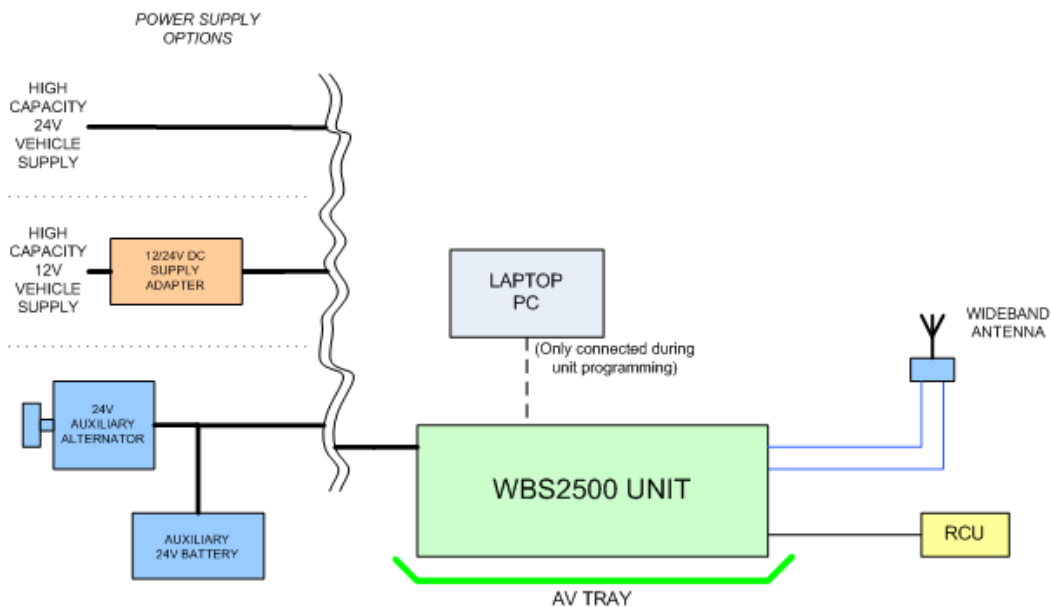 POWER SUPPLY
OPTIONS
HIGH
CAPACITY
24V
VEHICLE
SUPPLY
HIGH
CAPACITY
12V
VEHICLE
SUPPLY
12/24V DC
SUPPLY
ADAPTER
LAPTOP
PC
(Only connected during
unit programming)
WIDEBAND
ANTENNA
24V
AUXILIARY
ALTERNATOR
AUXILIARY
24V BATTERY
WBS2500 UNIT
RCU
AV TRAY